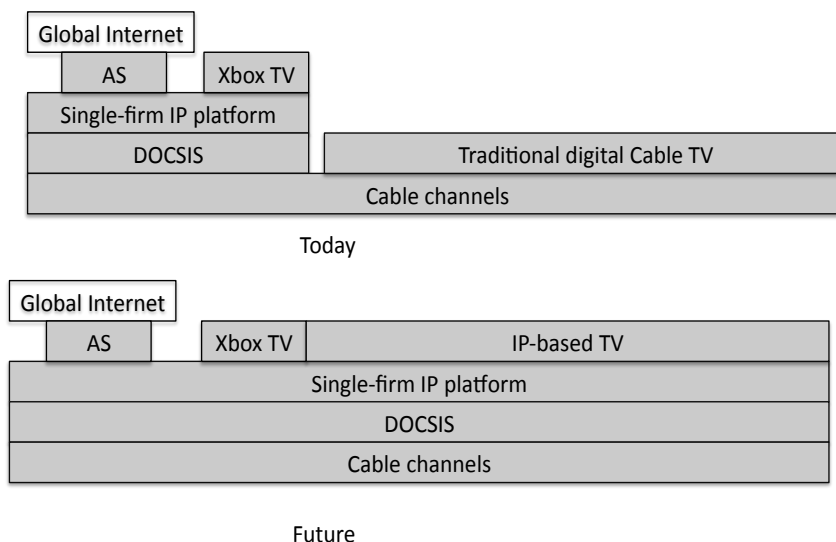 Global Internet
AS Xbox TV
Single-firm IP platform
DOCSIS Traditional digital Cable TV
Cable channels
Today
Global Internet
AS Xbox TV IP-based TV
Single-firm IP platform
DOCSIS
Cable channels
Future